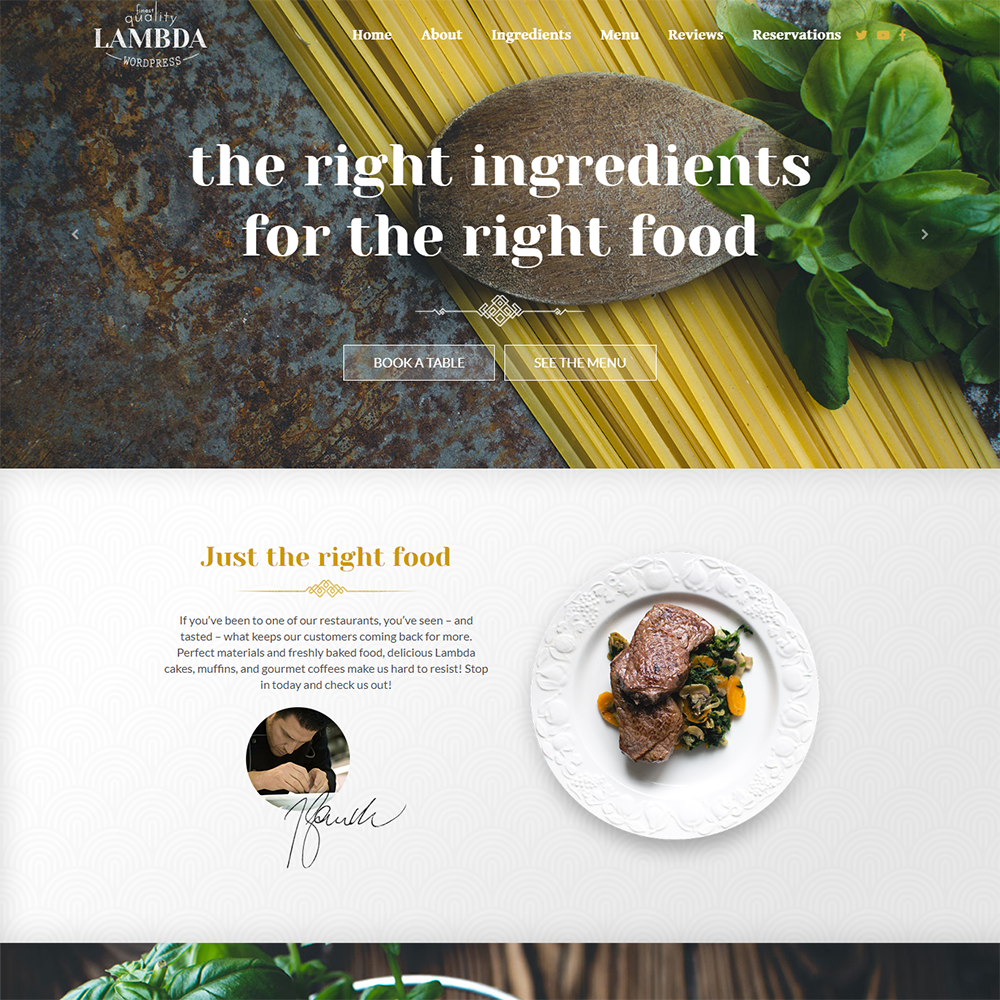 finest
quality
LAMBDA
WORDPRESS
Home About Ingredients Menu Reviews Reservations
the right ingredients
for the right food
BOOK A TABLE SEE THE MENU
Just the right food
If you've been to one of our restaurants, you've seen – and
tasted – what keeps our customers coming back for more.
Perfect materials and freshly baked food, delicious Lambda
cakes, muffins, and gourmet coffees make us hard to resist! Stop
in today and check us out!